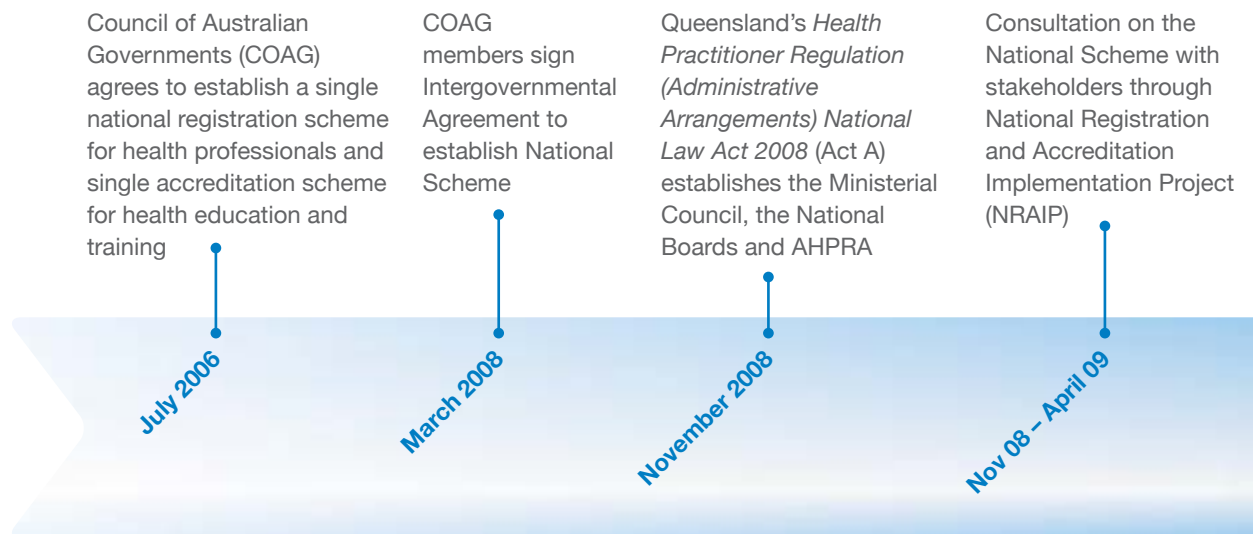 Council of Australian
Governments (COAG)
agrees to establish a single
national registration scheme
for health professionals and
single accreditation scheme
for health education and
training
COAG
members sign
Intergovernmental
Agreement to
establish National
Scheme
Queensland’s Health
Practitioner Regulation
(Administrative
Arrangements) National
Law Act 2008 (Act A)
establishes the Ministerial
Council, the National
Boards and AHPRA
Consultation on the
National Scheme with
stakeholders through
National Registration
and Accreditation
Implementation Project
(NRAIP)
July 2006
March 2008
November 2008
Nov 08 – April 09